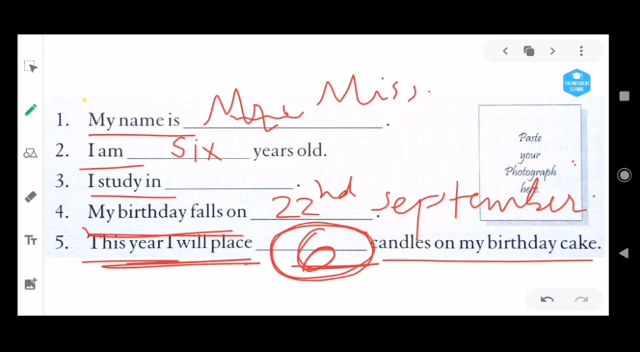 1. My name is Miss.
2. I am six years old.
3. I study in ____________.
4. My birthday falls on 22nd september.
5. This year I will place 6 candles on my birthday cake.
Paste
your
Photograph
here.